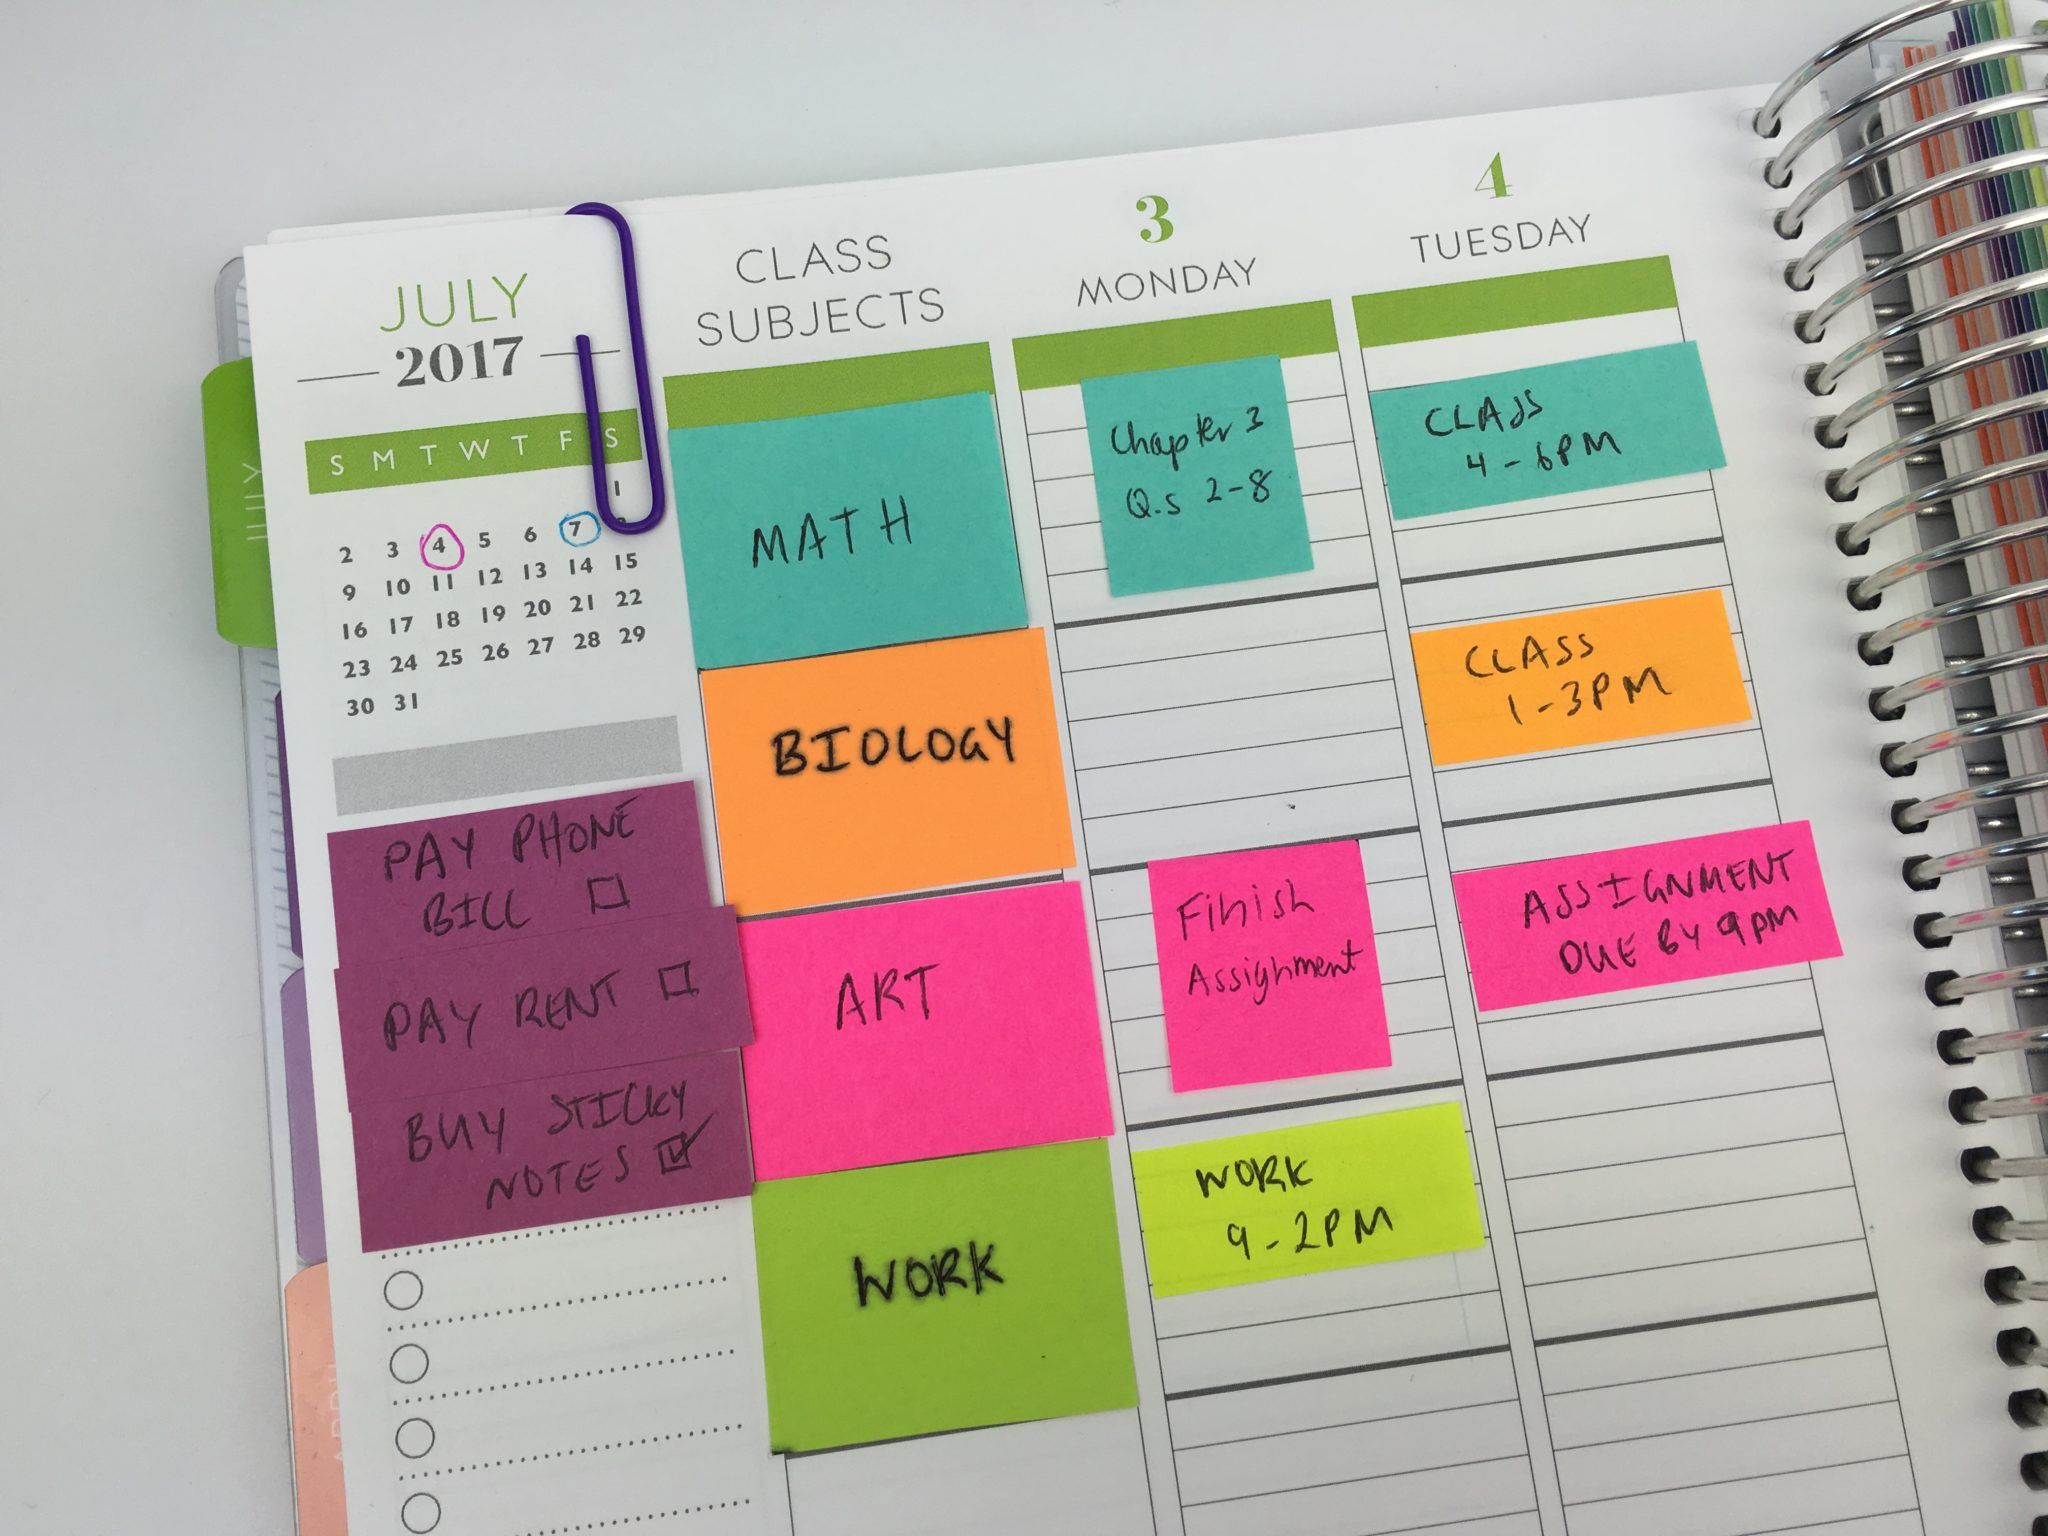 JULY
2017
S M T W T F S
1
2 3 4 5 6 7
9 10 11 12 13 14 15
16 17 18 19 20 21 22
23 24 25 26 27 28 29
30 31
PAY PHONE
BILL
PAY RENT
BUY STICKY
NOTES
CLASS
SUBJECTS
MATH
BIOLOGY
ART
WORK
3
MONDAY
Chapter 3
Q.s 2-8
Finish
Assignment
WORK
9-2PM
4
TUESDAY
CLASS
4-6PM
CLASS
1-3PM
ASSIGNMENT
DUE BY 9PM
JULY